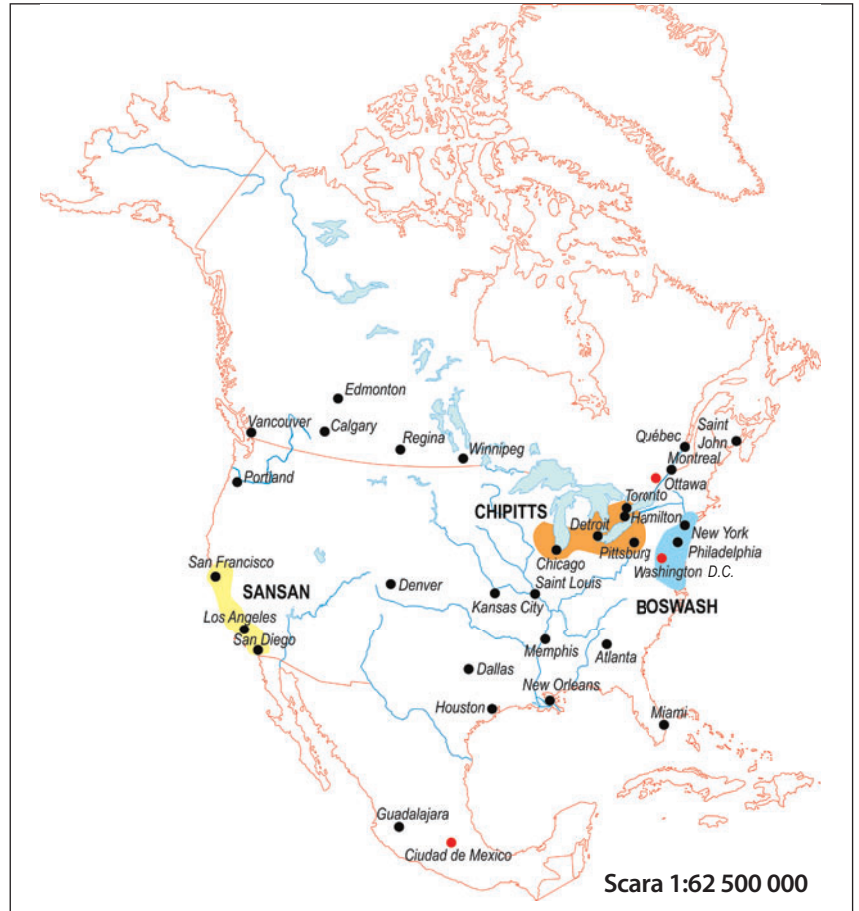 Edmonton
Vancouver
Calgary
Regina
Winnipeg
Portland
Québec
Saint
John
Montreal
Ottawa
Toronto
CHIPITTS
Hamilton
Detroit
New York
Chicago
Pittsburg
Philadelphia
Washington D.C.
San Francisco
SANSAN
Denver
Saint Louis
Kansas City
BOSWASH
Los Angeles
San Diego
Memphis
Atlanta
Dallas
New Orleans
Houston
Miami
Guadalajara
Ciudad de Mexico
Scara 1:62 500 000